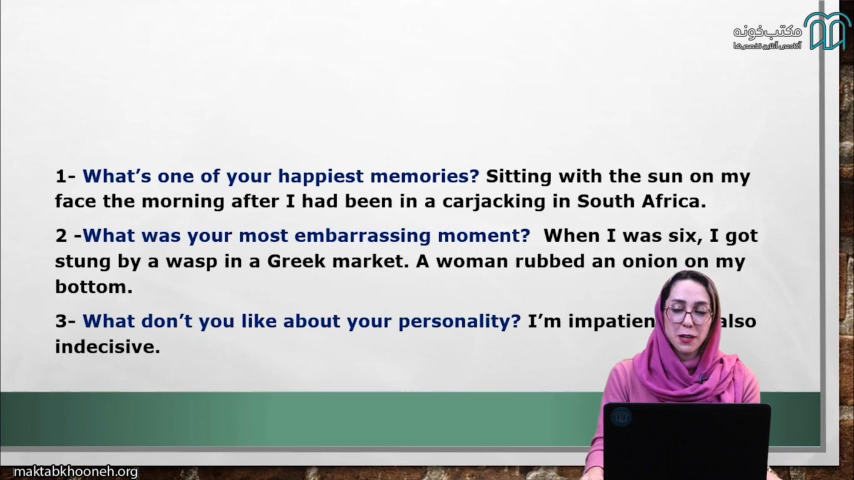 مکتب‌خونه
آکادمی آنلاین تخصص‌ها
1- What’s one of your happiest memories? Sitting with the sun on my
face the morning after I had been in a carjacking in South Africa.
2 -What was your most embarrassing moment?  When I was six, I got
stung by a wasp in a Greek market. A woman rubbed an onion on my
bottom.
3- What don’t you like about your personality? I’m also
indecisive.
maktabkhooneh.org